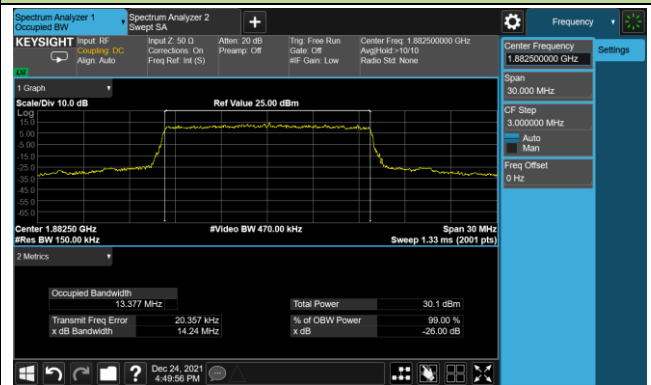 Spectrum Analyzer 1
Occupied BW
Spectrum Analyzer 2
Swept SA
Frequency
KEYSIGHT
Input: RF
Coupling: DC
Align: Auto
Input Z: 50 Ω
Corrections: On
Freq Ref: Int (S)
Atten: 20 dB
Preamp: Off
Trig: Free Run
Gate: Off
#IF Gain: Low
Center Freq: 1.882500000 GHz
Avg|Hold:>10/10
Radio Std: None
Center Frequency
1.882500000 GHz
Settings
Span
30.000 MHz
CF Step
3.000000 MHz
Auto
Man
Freq Offset
0 Hz
1 Graph
Scale/Div 10.0 dB
Ref Value 25.00 dBm
Log
15.0
5.00
-5.00
-15.0
-25.0
-35.0
-45.0
-55.0
-65.0
Center 1.88250 GHz
#Video BW 470.00 kHz
Span 30 MHz
#Res BW 150.00 kHz
Sweep 1.33 ms (2001 pts)
2 Metrics
Occupied Bandwidth
13.377 MHz
Total Power
30.1 dBm
Transmit Freq Error
20.357 kHz
% of OBW Power
99.00 %
x dB Bandwidth
14.24 MHz
x dB
-26.00 dB
Dec 24, 2021
4:49:56 PM